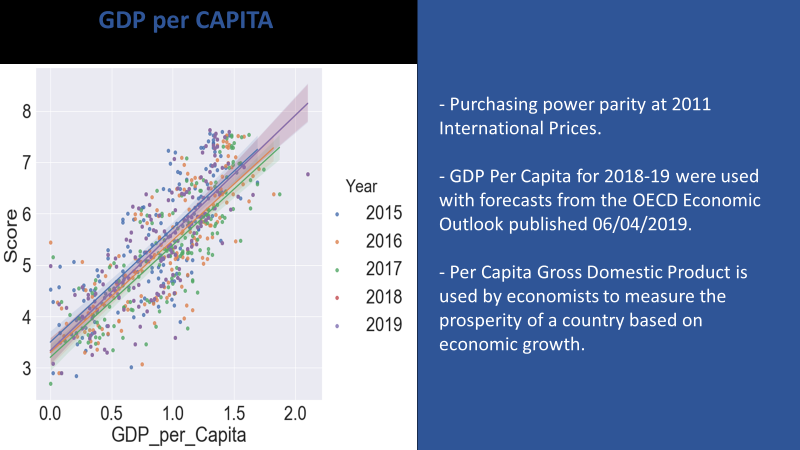 GDP per CAPITA
8
7
6
5
4
3
Score
0.0 0.5 1.0 1.5 2.0
GDP_per_Capita
Year
2015
2016
2017
2018
2019
- Purchasing power parity at 2011
International Prices.
- GDP Per Capita for 2018-19 were used
with forecasts from the OECD Economic
Outlook published 06/04/2019.
- Per Capita Gross Domestic Product is
used by economists to measure the
prosperity of a country based on
economic growth.